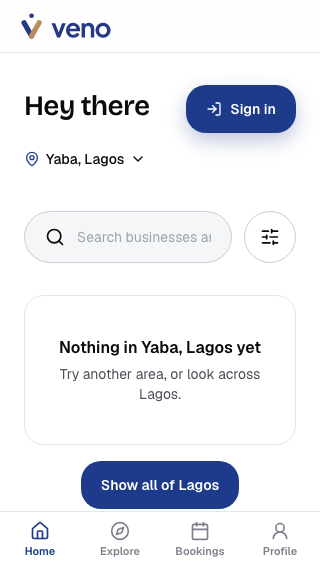 veno
Hey there
Sign in
Yaba, Lagos
Search businesses a
Nothing in Yaba, Lagos yet
Try another area, or look across
Lagos.
Show all of Lagos
Home
Explore
Bookings
Profile